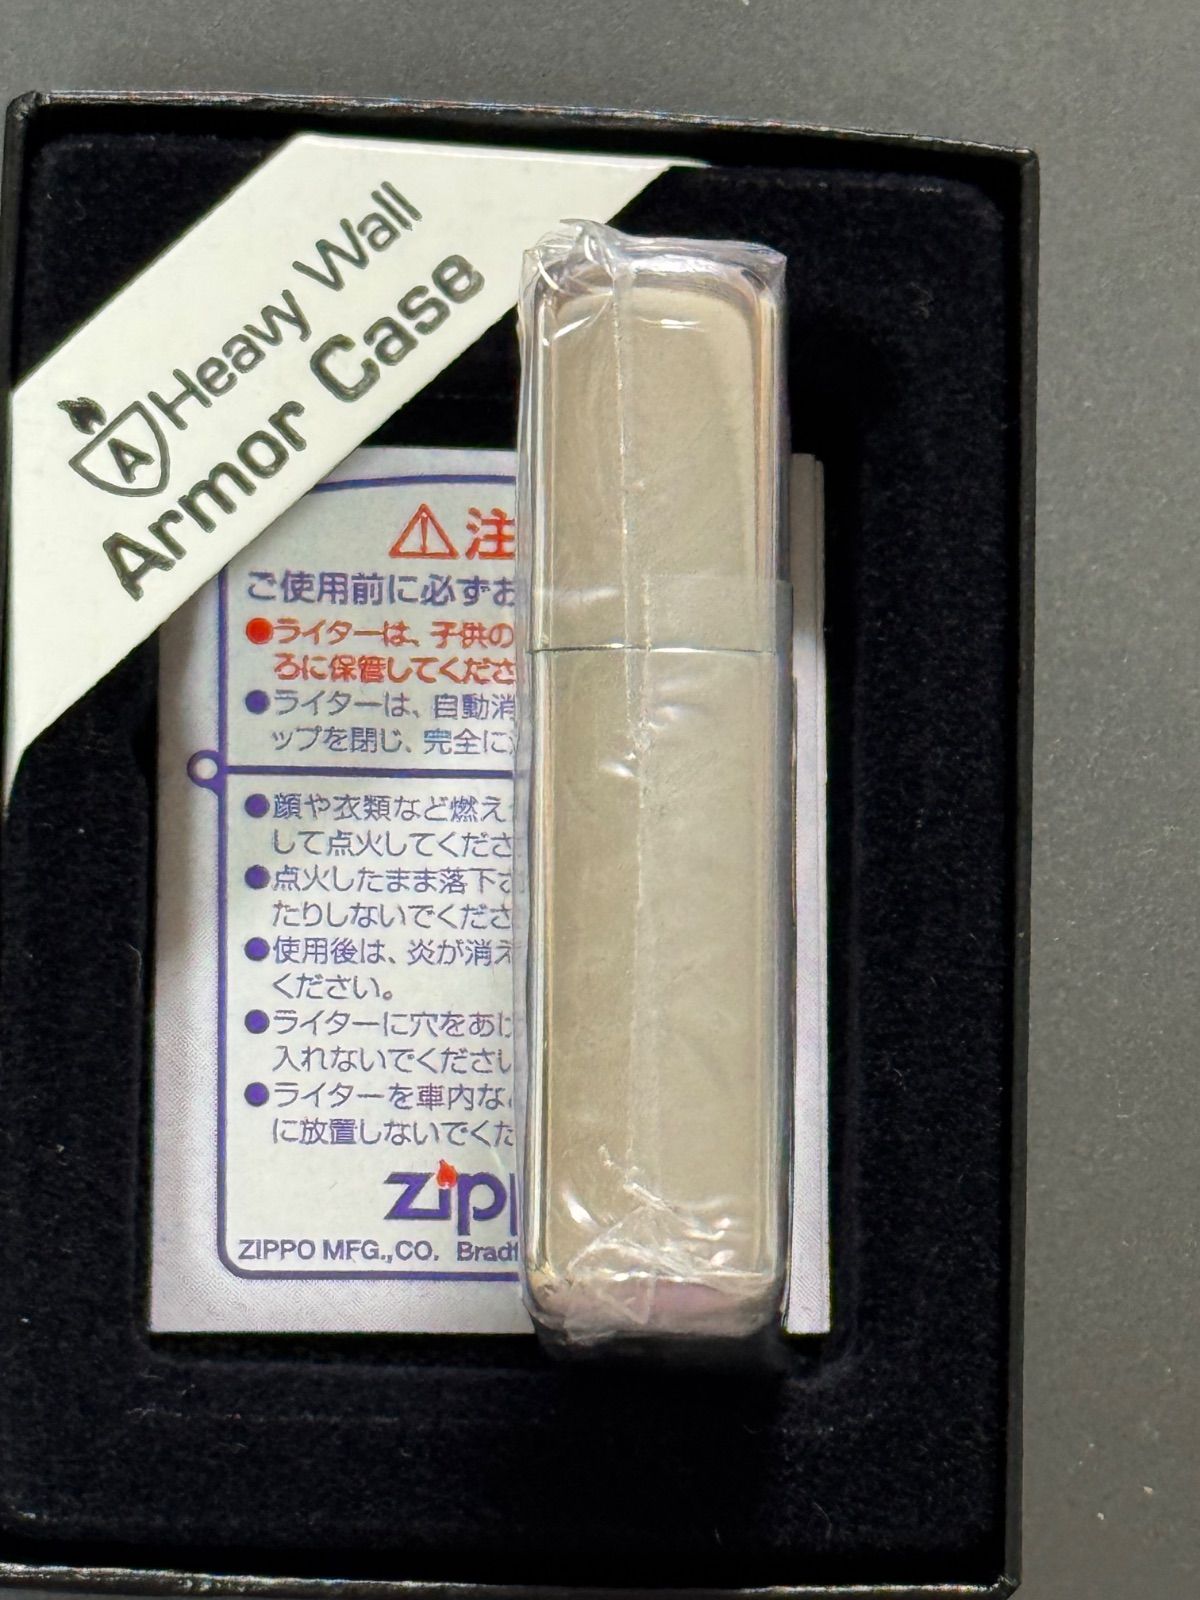 A Heavy Wall
Armor Case
⚠注
ご使用前に必ずお
●ライターは、子供の
ろに保管してくださ
●ライターは、自動消
ップを閉じ、完全に
●顔や衣類など燃え
して点火してくださ
●点火したまま落下さ
たりしないでくださ
●使用後は、炎が消え
ください。
●ライターに穴をあけ
入れないでください
●ライターを車内な
に放置しないでくだ
zipp
ZIPPO MFG.,CO. Bradf